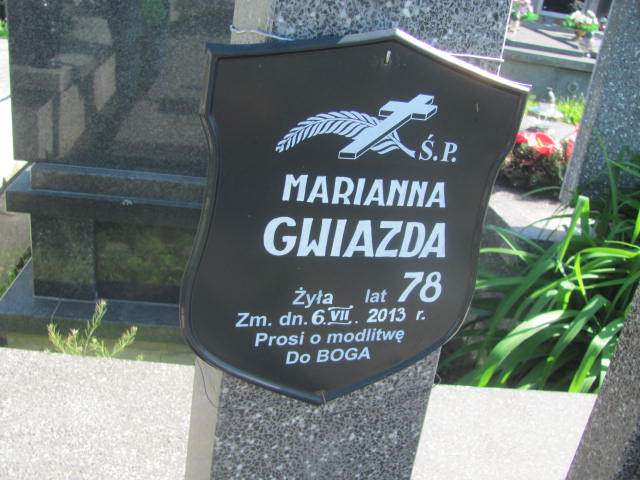 Ś.P.
MARIANNA
GWIAZDA
Żyła lat 78
Zm. dn. 6.VII. 2013 r.
Prosi o modlitwę
Do BOGA